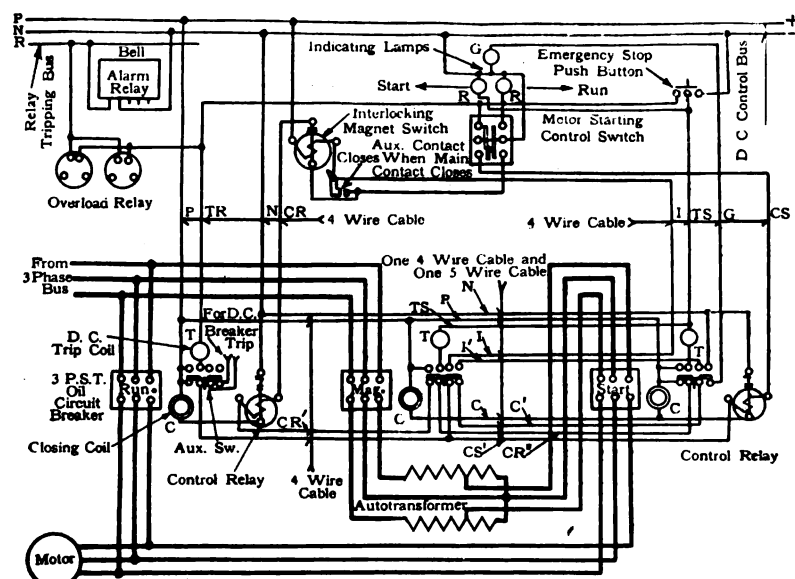 P
N
R
+
Bell
Alarm
Relay
Relay
Tripping Bus
Indicating Lamps
G
Start
R
R
Run
Emergency Stop
Push Button
Motor Starting
Control Switch
D C Control Bus
Interlocking
Magnet Switch
Aux. Contact
Closes When Main
Contact Closes
Overload Relay
P
TR
N
CR
4 Wire Cable
4 Wire Cable
I
TS
G
CS
From
3 Phase
Bus
One 4 Wire Cable and
One 5 Wire Cable
N
P
TS
For D.C.
Breaker
Trip
D. C.
Trip Coil
T
T
I
I'
T
3 P.S.T.
Oil
Circuit
Breaker
Run.
Mag.
Start
C
C
C
Closing Coil
Aux. Sw.
CR'
C
C'
CS'
CR"
Control Relay
4 Wire
Cable
Control Relay
Autotransformer
Motor